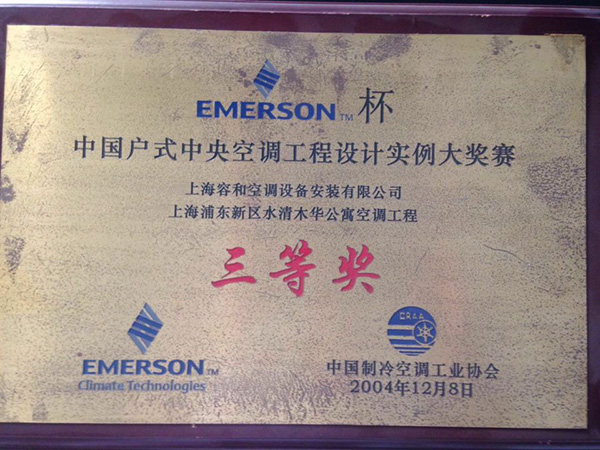 EMERSON™ 杯
中国户式中央空调工程设计实例大奖赛
上海容和空调设备安装有限公司
上海浦东新区水清木华公寓空调工程
三等奖
EMERSON™
Climate Technologies
CRAA
中国制冷空调工业协会
2004年12月8日